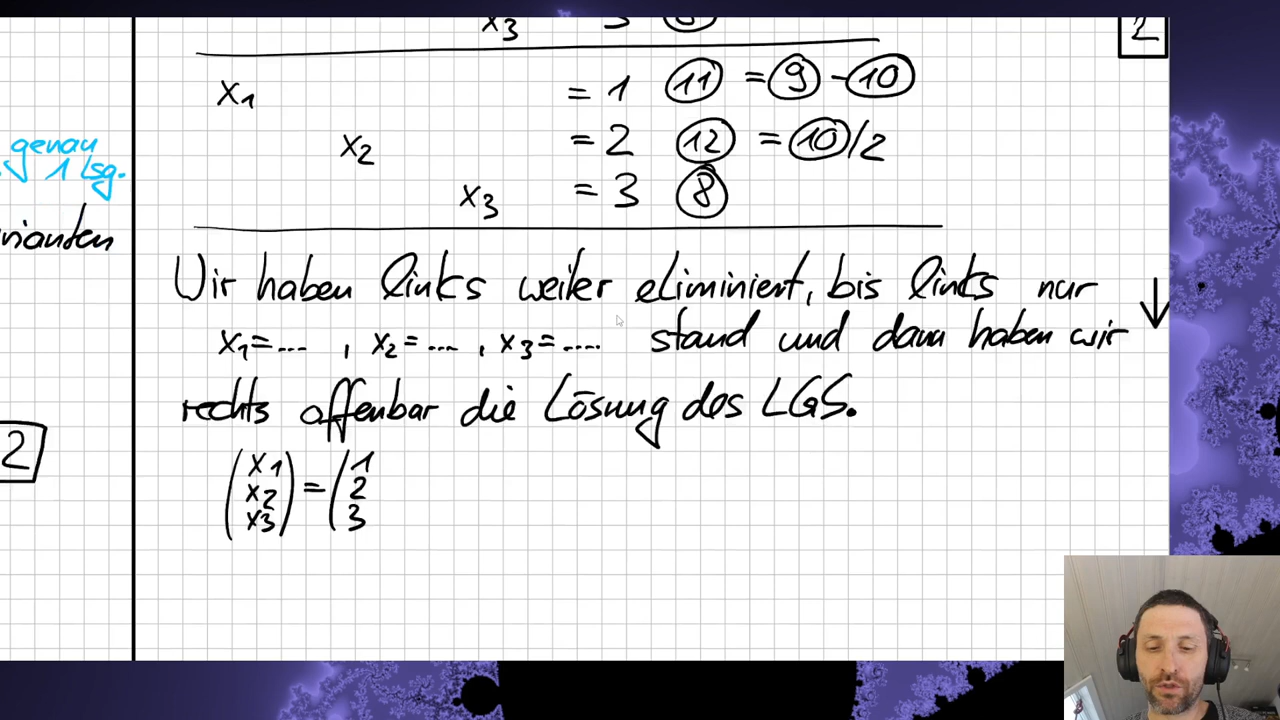 x3 3
2
x1 = 1 11 = 9 - 10
x2 = 2 12 = 10/2
x3 = 3 8
genau
1 Lsg.
Wir haben links weiter eliminiert, bis links nur
x1=... , x2=... , x3=.... stand und dann haben wir
rechts offenbar die Lösung des LGS.
2
(x1 = (1
x2 2
x3) 3